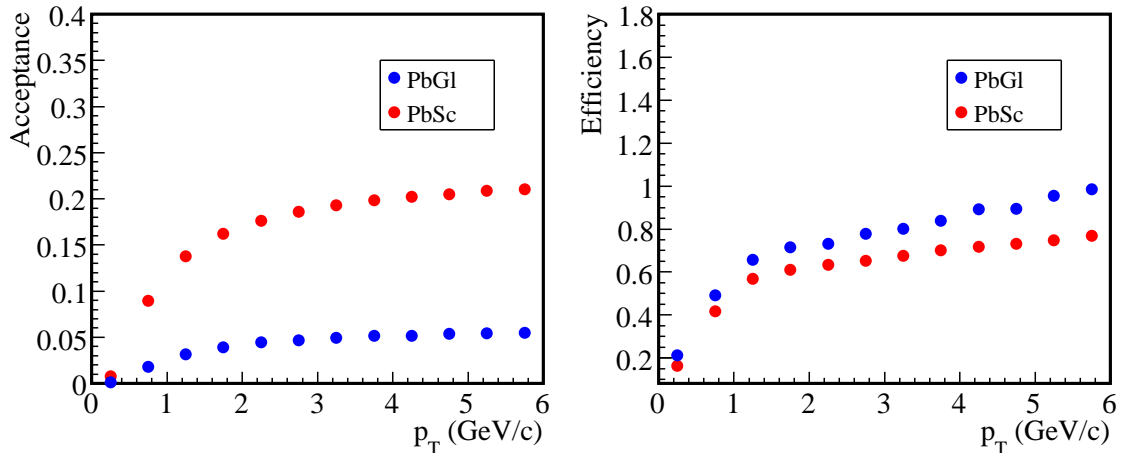 Acceptance
0.4
0.35
0.3
0.25
0.2
0.15
0.1
0.05
0
PbGl
PbSc
0 1 2 3 4 5 6
p_T (GeV/c)
Efficiency
1.8
1.6
1.4
1.2
1
0.8
0.6
0.4
0.2
PbGl
PbSc
0 1 2 3 4 5 6
p_T (GeV/c)